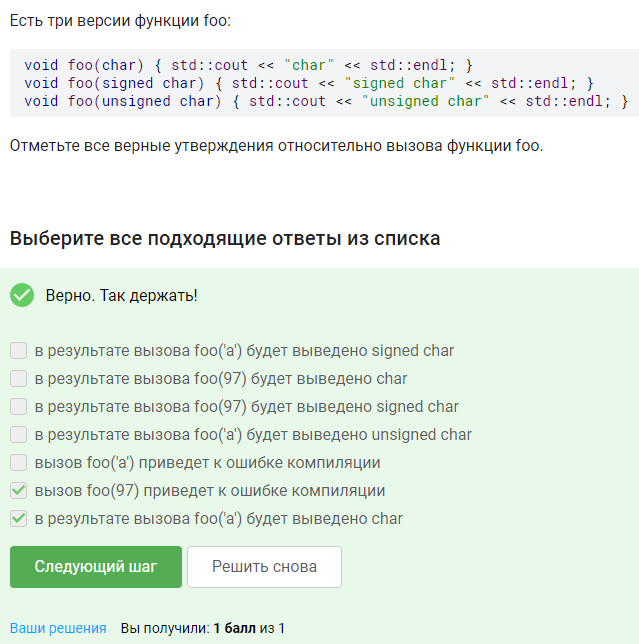 Есть три версии функции foo:
void foo(char) { std::cout << "char" << std::endl; }
void foo(signed char) { std::cout << "signed char" << std::endl; }
void foo(unsigned char) { std::cout << "unsigned char" << std::endl; }
Отметьте все верные утверждения относительно вызова функции foo.
Выберите все подходящие ответы из списка
Верно. Так держать!
в результате вызова foo('a') будет выведено signed char
в результате вызова foo(97) будет выведено char
в результате вызова foo(97) будет выведено signed char
в результате вызова foo('a') будет выведено unsigned char
вызов foo('a') приведет к ошибке компиляции
вызов foo(97) приведет к ошибке компиляции
в результате вызова foo('a') будет выведено char
Следующий шаг Решить снова
Ваши решения Вы получили: 1 балл из 1